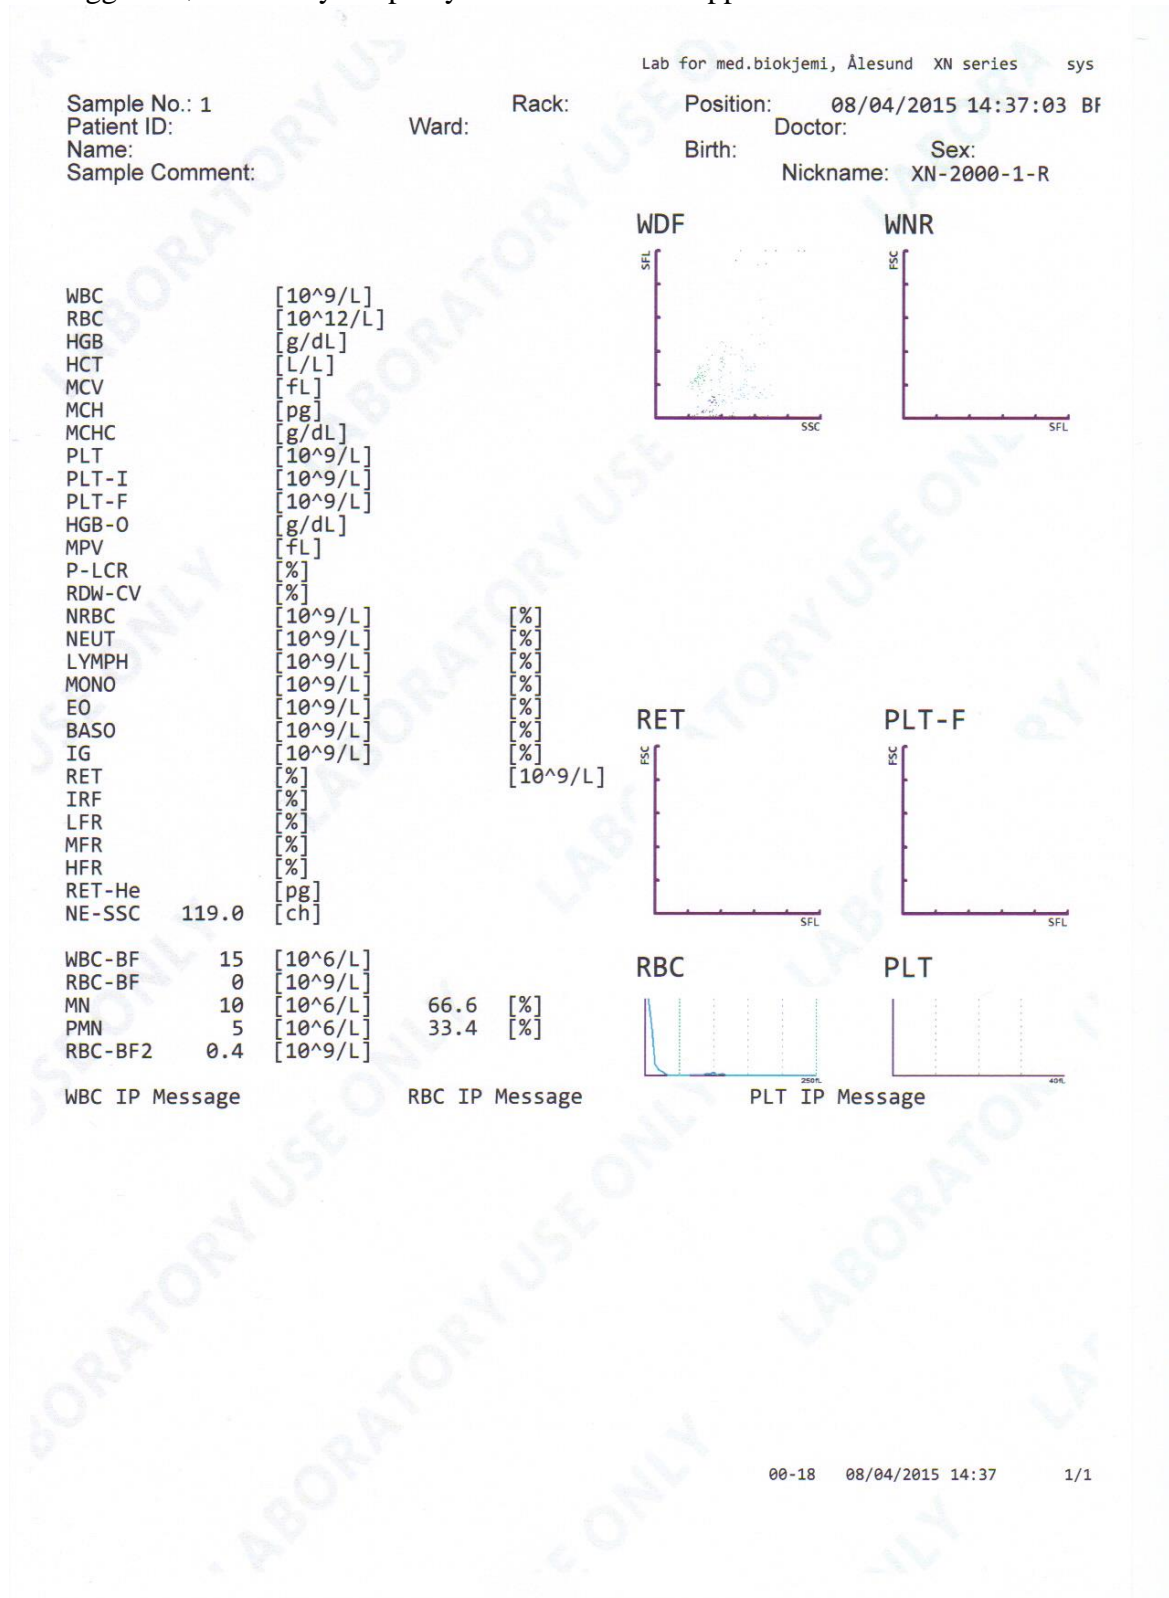 Lab for med.biokjemi, Ålesund XN series sys
Sample No.: 1 Rack: Position: 08/04/2015 14:37:03 BF
Patient ID: Ward: Doctor:
Name: Birth: Sex:
Sample Comment: Nickname: XN-2000-1-R
WDF WNR
SFL FSC
WBC [10^9/L]
RBC [10^12/L]
HGB [g/dL]
HCT [L/L]
MCV [fL]
MCH [pg]
MCHC [g/dL]
SSC SFL
PLT [10^9/L]
PLT-I [10^9/L]
PLT-F [10^9/L]
HGB-O [g/dL]
MPV [fL]
P-LCR [%]
RDW-CV [%]
NRBC [10^9/L] [%]
NEUT [10^9/L] [%]
LYMPH [10^9/L] [%]
MONO [10^9/L] [%]
EO [10^9/L] [%]
BASO [10^9/L] [%]
RET PLT-F
IG [10^9/L] [%]
FSC FSC
RET [%] [10^9/L]
IRF [%]
LFR [%]
MFR [%]
HFR [%]
RET-He [pg]
NE-SSC 119.0 [ch]
SFL SFL
WBC-BF 15 [10^6/L]
RBC PLT
RBC-BF 0 [10^9/L]
MN 10 [10^6/L] 66.6 [%]
PMN 5 [10^6/L] 33.4 [%]
RBC-BF2 0.4 [10^9/L]
250fL 40fL
WBC IP Message RBC IP Message PLT IP Message
00-18 08/04/2015 14:37 1/1
LABORATORY USE ONLY